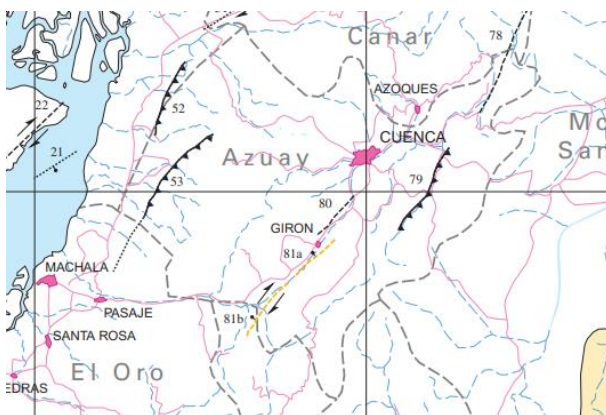 Canar
78
AZOQUES
22
52
CUENCA
Mo
San
21
Azuay
53
79
80
GIRON
81a
MACHALA
PASAJE
81b
SANTA ROSA
El Oro
EDRAS